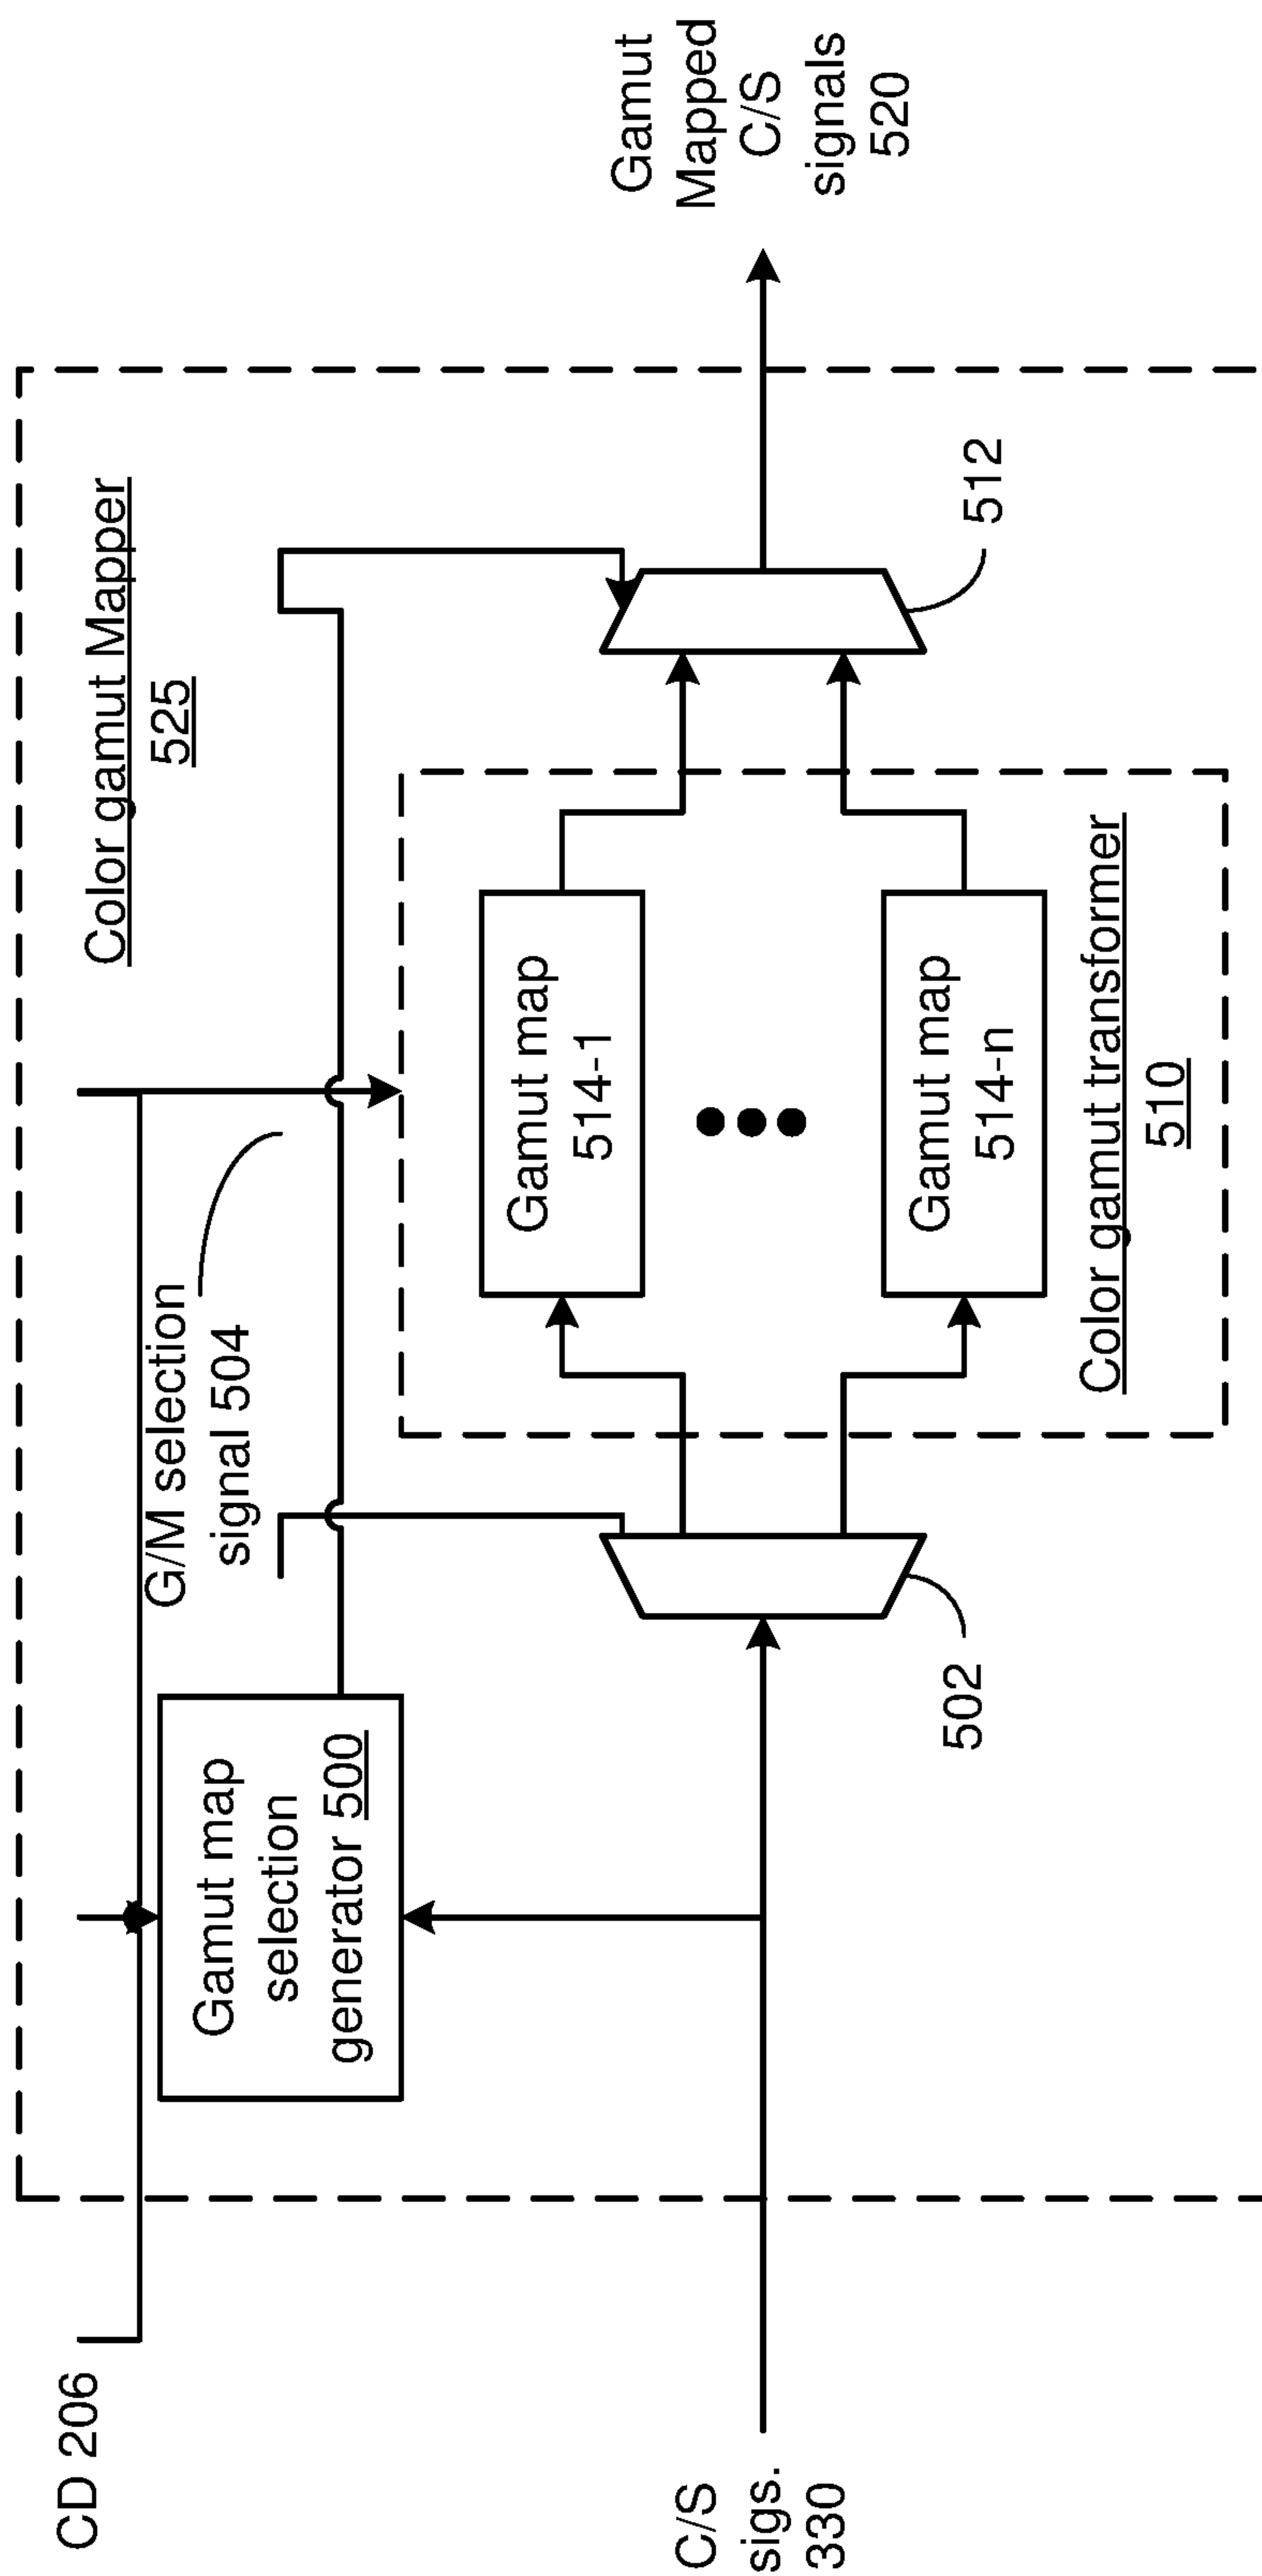 CD 206
Color gamut Mapper
525
G/M selection
signal 504
Gamut map
selection
generator 500
C/S
sigs.
330
502
Gamut map
514-1
Gamut map
514-n
Color gamut transformer
510
512
Gamut
Mapped
C/S
signals
520